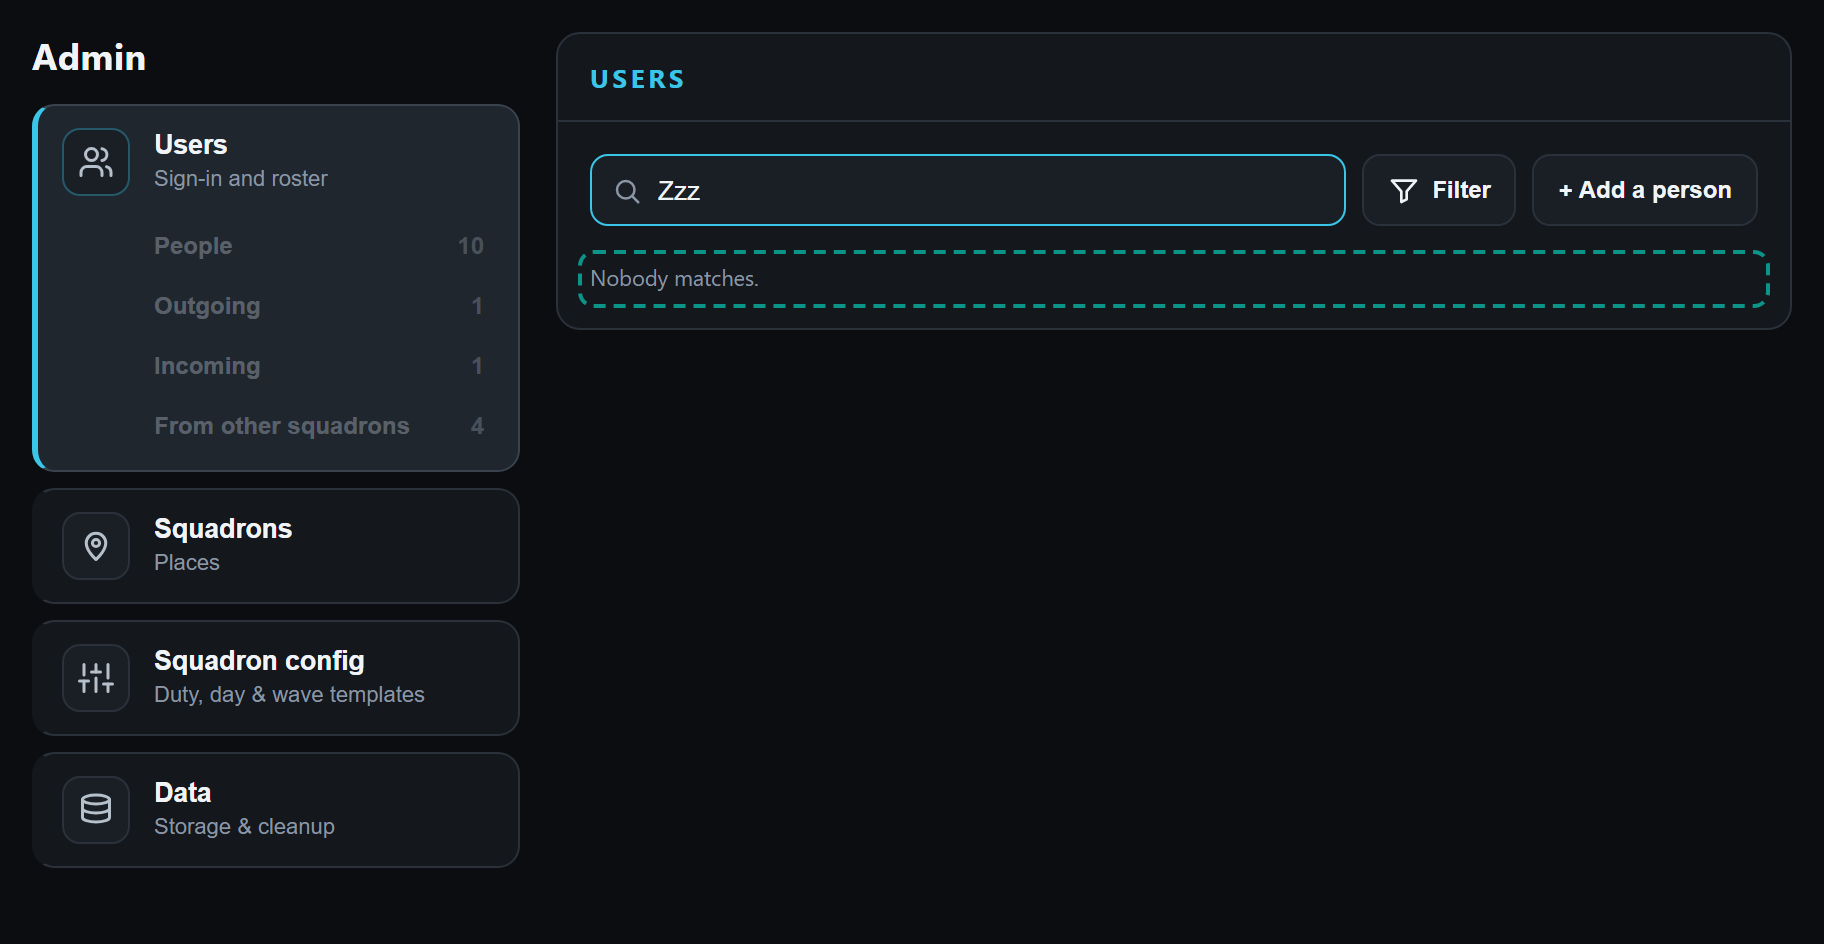 Admin
Users
Sign-in and roster
People 10
Outgoing 1
Incoming 1
From other squadrons 4
Squadrons
Places
Squadron config
Duty, day & wave templates
Data
Storage & cleanup
USERS
Zzz
Filter
+ Add a person
Nobody matches.